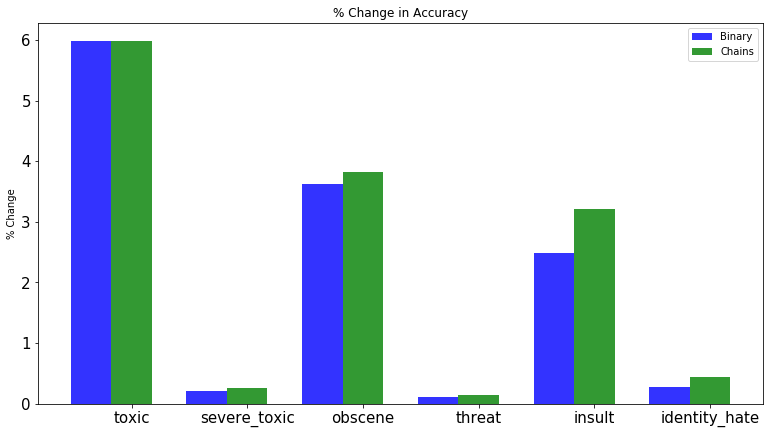 % Change in Accuracy
Binary
Chains
% Change
6
5
4
3
2
1
0
toxic severe_toxic obscene threat insult identity_hate